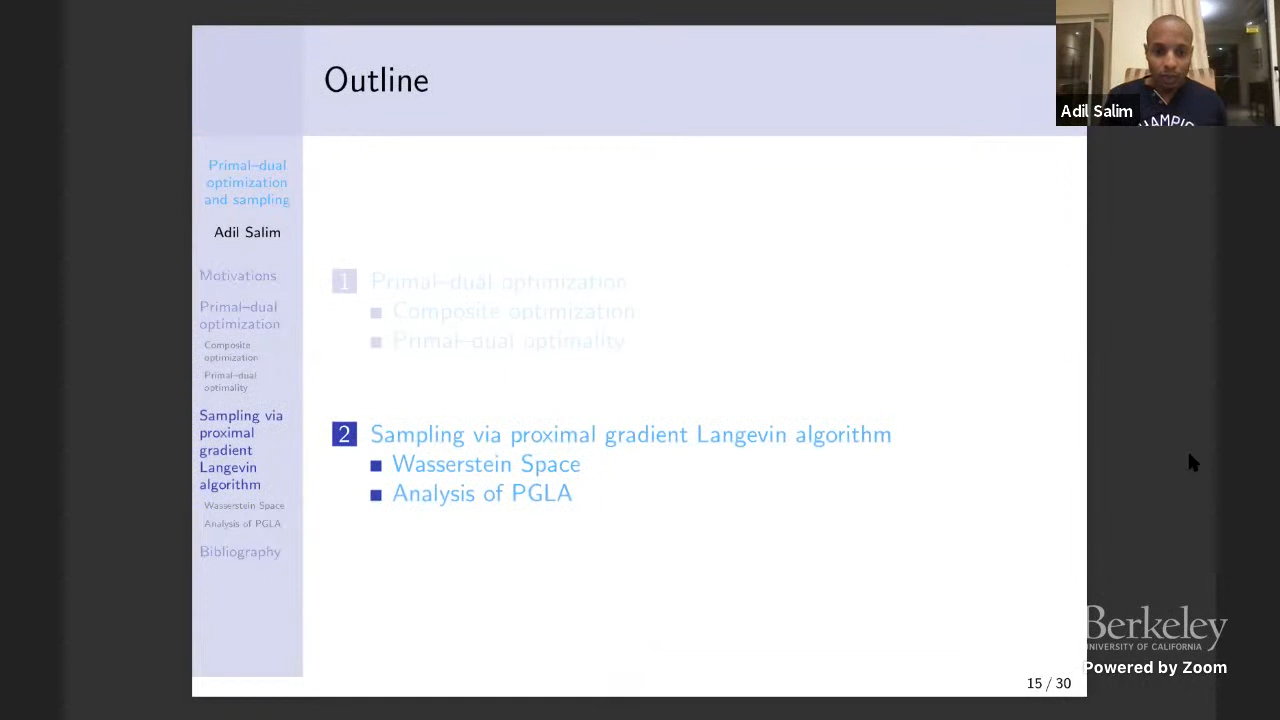 Outline
Adil Salim
CHAMPIO
Primal–dual
optimization
and sampling
Adil Salim
Motivations
Primal–dual
optimization
Composite
optimization
Primal–dual
optimality
Sampling via
proximal
gradient
Langevin
algorithm
Wasserstein Space
Analysis of PGLA
Bibliography
1 Primal–dual optimization
Composite optimization
Primal–dual optimality
2 Sampling via proximal gradient Langevin algorithm
Wasserstein Space
Analysis of PGLA
Berkeley
UNIVERSITY OF CALIFORNIA
Powered by Zoom
15 / 30